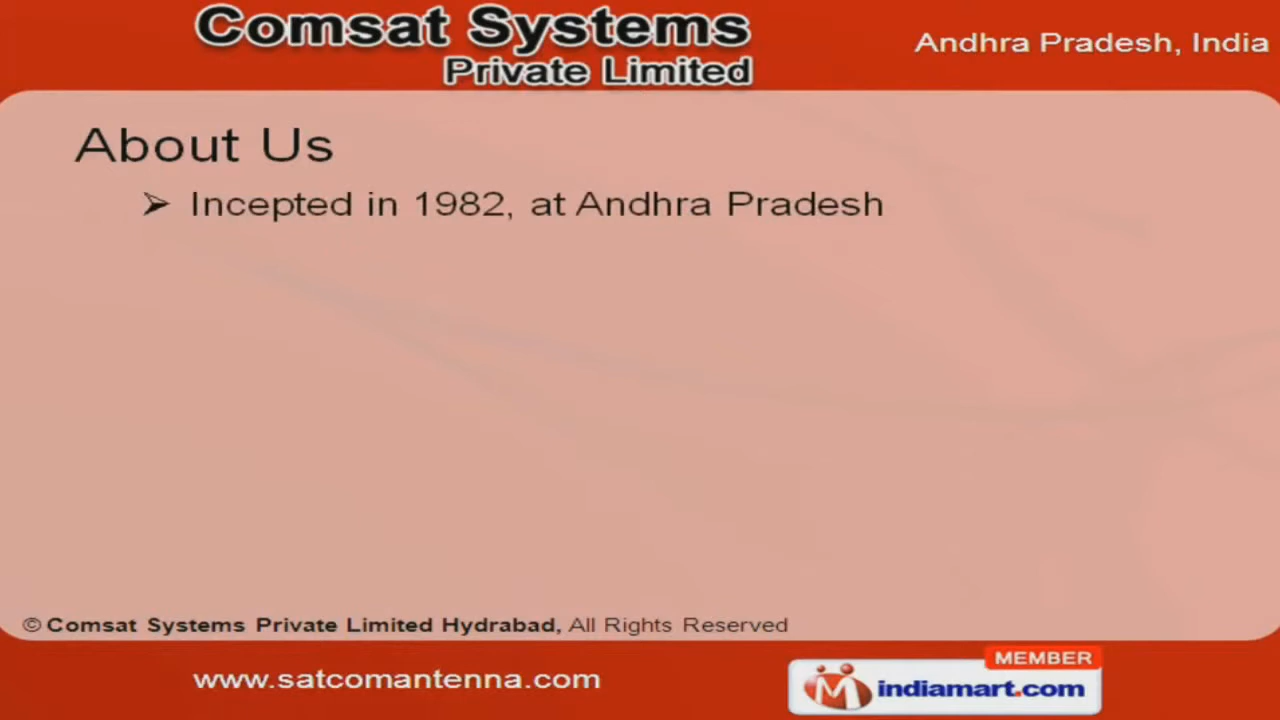 Comsat Systems
Private Limited
Andhra Pradesh, India
About Us
➢ Incepted in 1982, at Andhra Pradesh
© Comsat Systems Private Limited Hydrabad, All Rights Reserved
www.satcomantenna.com
MEMBER
indiamart.com